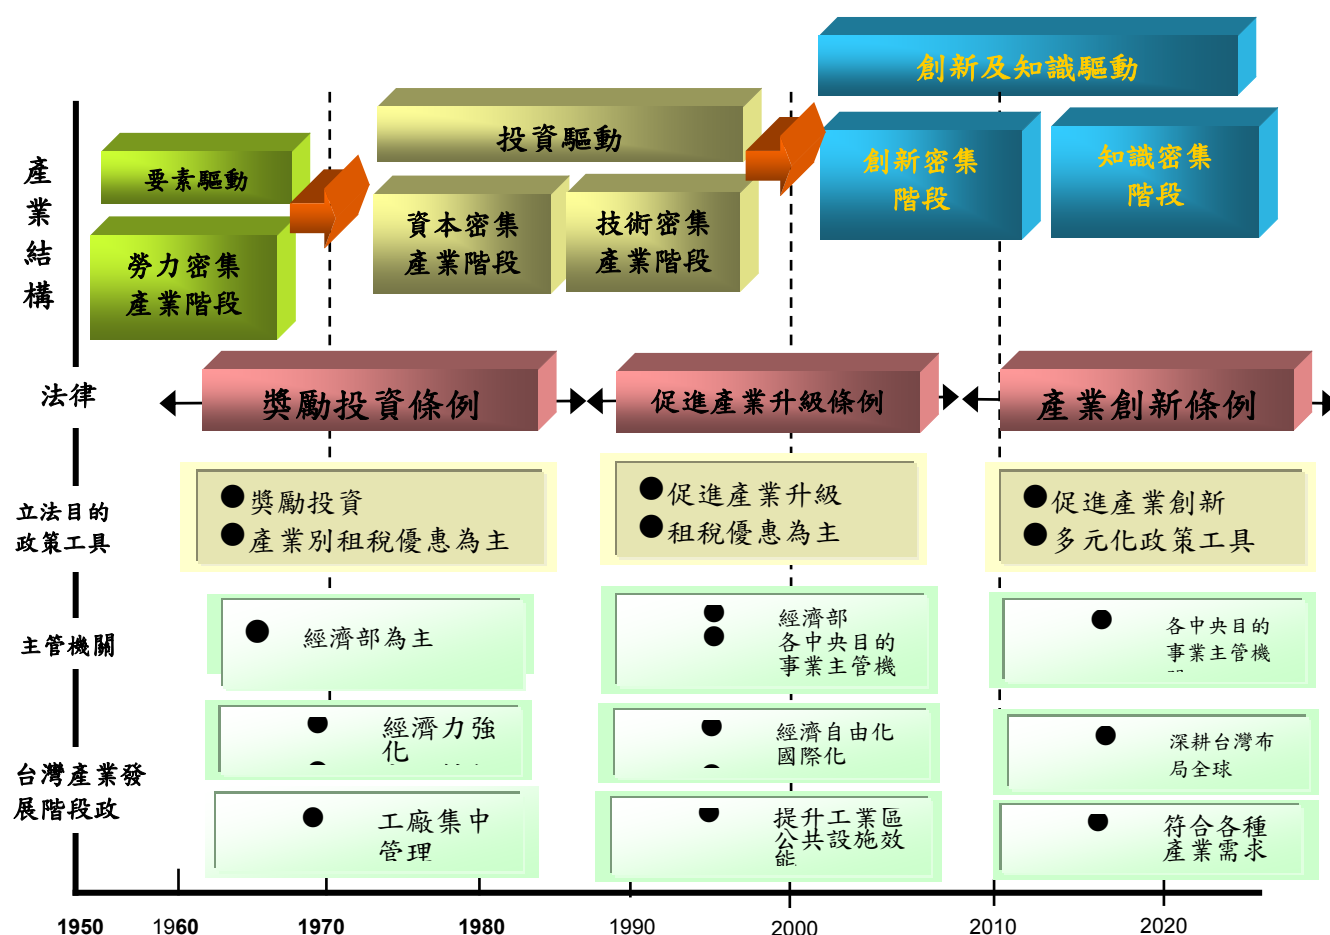 創新及知識驅動
投資驅動
要素驅動
創新密集
階段
知識密集
階段
資本密集
產業階段
技術密集
產業階段
勞力密集
產業階段
產
業
結
構
法律
獎勵投資條例
促進產業升級條例
產業創新條例
立法目的
政策工具
●獎勵投資
●產業別租稅優惠為主
●促進產業升級
●租稅優惠為主
●促進產業創新
●多元化政策工具
主管機關
● 經濟部為主
● 經濟部
● 各中央目的
事業主管機
● 各中央目的
事業主管機
台灣產業發
展階段政
● 經濟力強
化
● 經濟自由化
國際化
● 深耕台灣布
局全球
● 工廠集中
管理
● 提升工業區
公共設施效
能
● 符合各種
產業需求
1950 1960 1970 1980 1990 2000 2010 2020